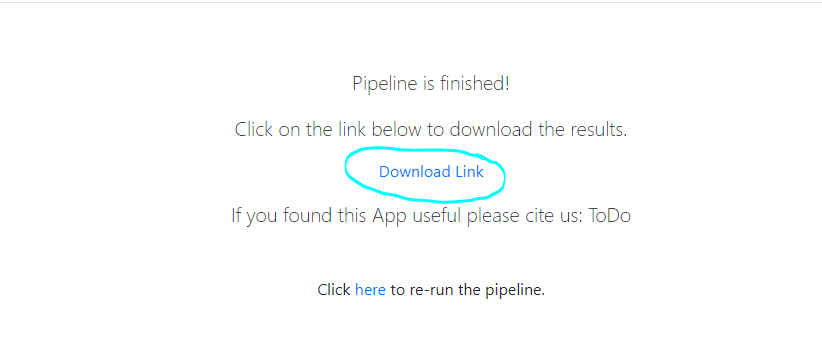 Pipeline is finished!
Click on the link below to download the results.
Download Link
If you found this App useful please cite us: ToDo
Click here to re-run the pipeline.